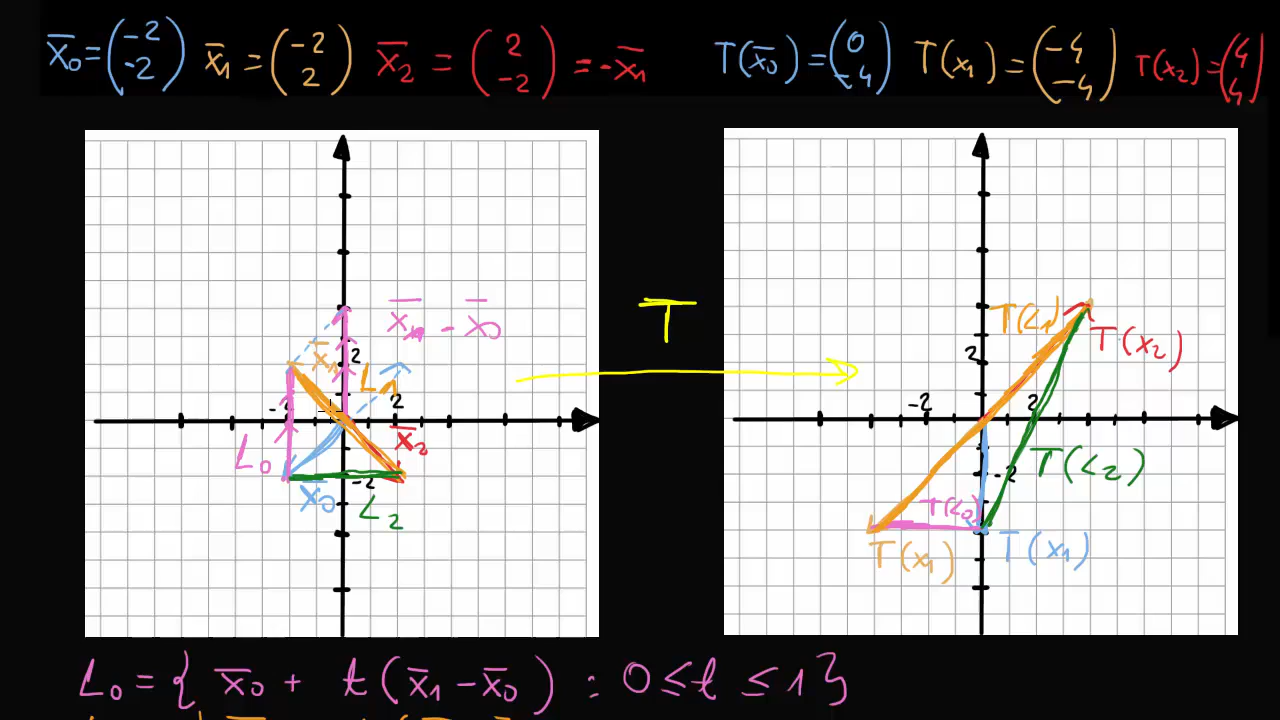 x̅₀ = (-2 -2) x̅₁ = (-2 2) x̅₂ = (2 -2) = -x̅₁ T(x̅₀) = (0 -4) T(x₁) = (-4 -4) T(x₂) = (4 4)
x̅₁ - x̅₀
T
T(L₁)
T(x₂)
x̅₁
2
2
-2
L₁
2
-2
2
L₀
x̅₂
T(L₂)
x̅₀
-2
-2
L₂
T(L₀)
T(x₁)
T(x₁)
L₀ = { x̅₀ + t(x̅₁ - x̅₀) : 0 ≤ t ≤ 1 }